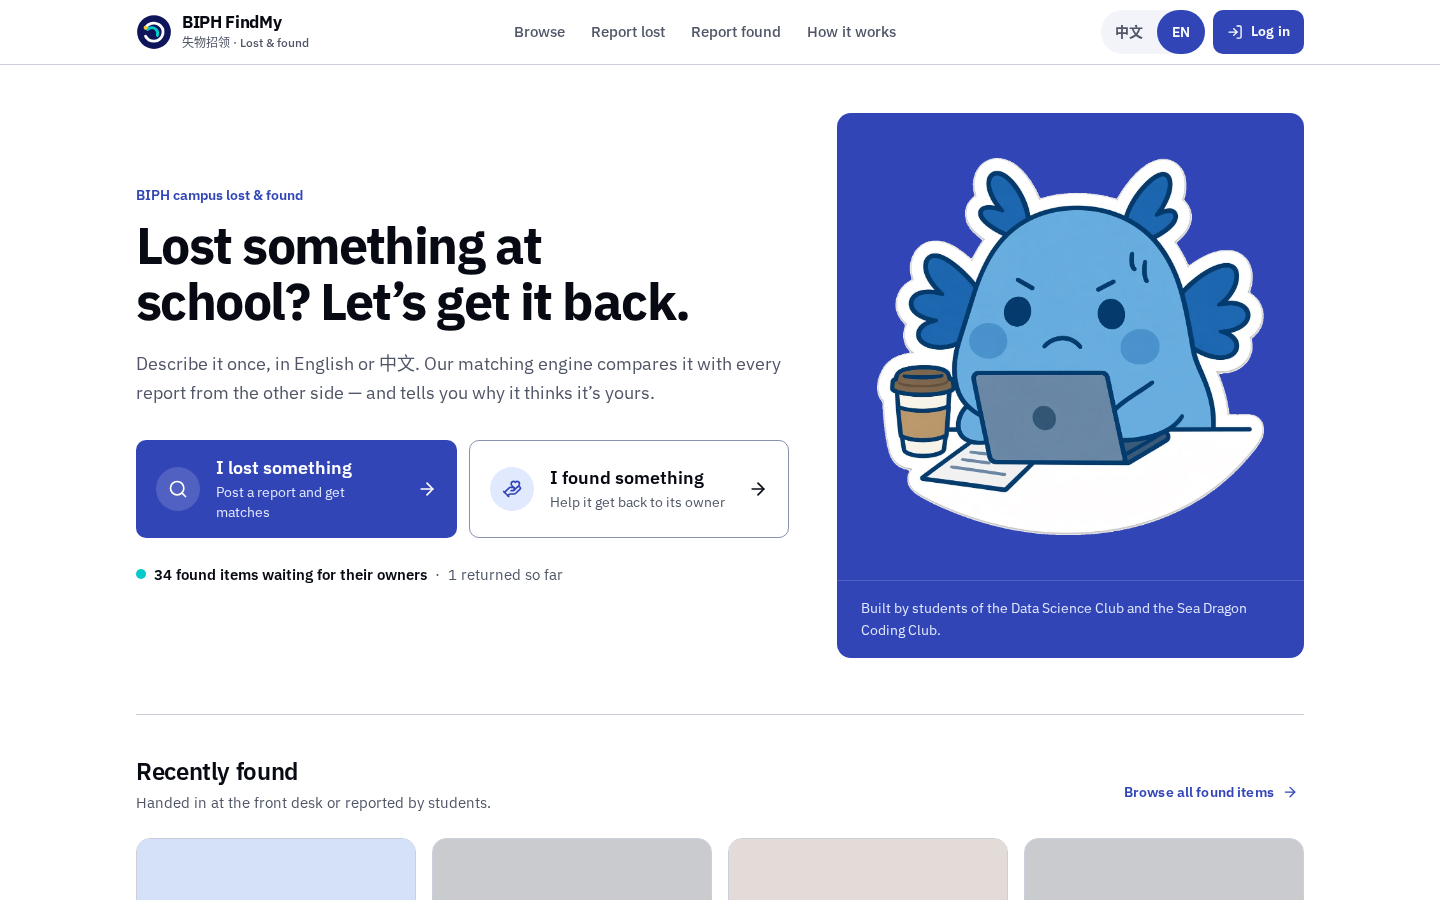 BIPH FindMy
失物招领 · Lost & found
Browse
Report lost
Report found
How it works
中文
EN
Log in
BIPH campus lost & found
Lost something at
school? Let’s get it back.
Describe it once, in English or 中文. Our matching engine compares it with every
report from the other side — and tells you why it thinks it’s yours.
I lost something
Post a report and get
matches
I found something
Help it get back to its owner
34 found items waiting for their owners · 1 returned so far
Built by students of the Data Science Club and the Sea Dragon
Coding Club.
Recently found
Handed in at the front desk or reported by students.
Browse all found items